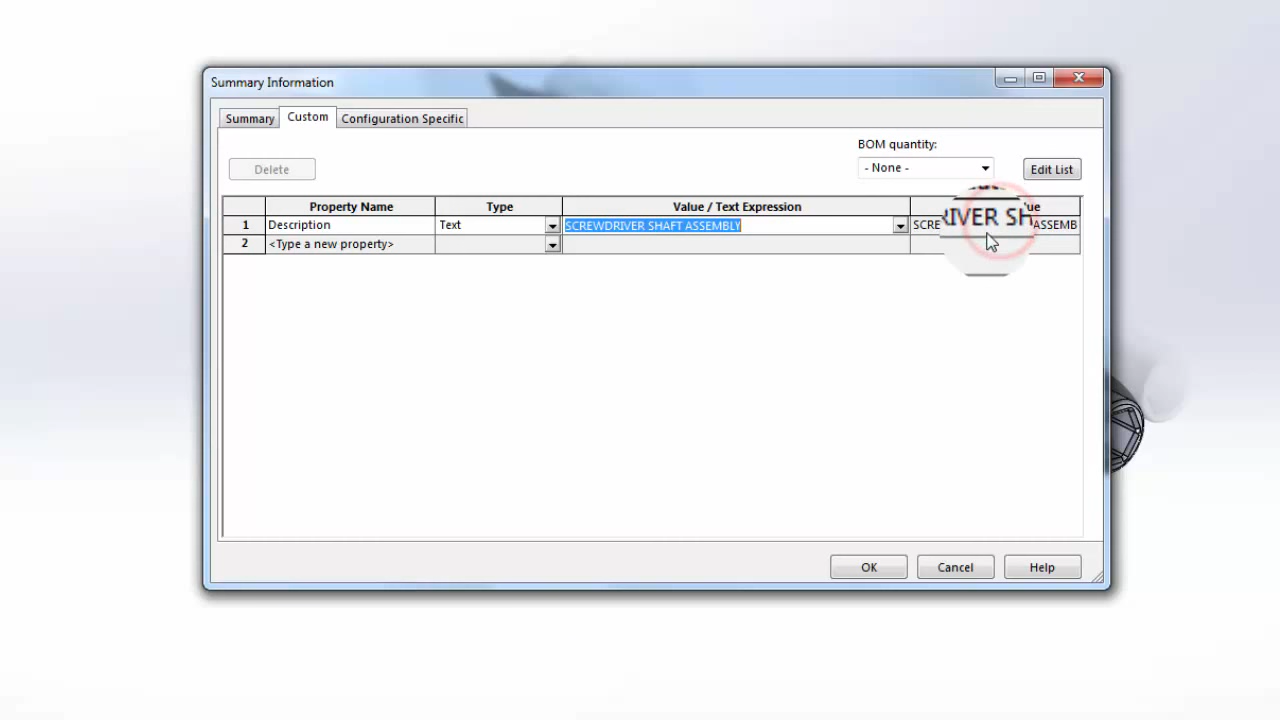 Summary Information
Summary Custom Configuration Specific
BOM quantity:
Delete - None - Edit List
Property Name Type Value / Text Expression
1 Description Text SCREWDRIVER SHAFT ASSEMBLY
RIVER SH ASSEMB
2 <Type a new property>
OK Cancel Help